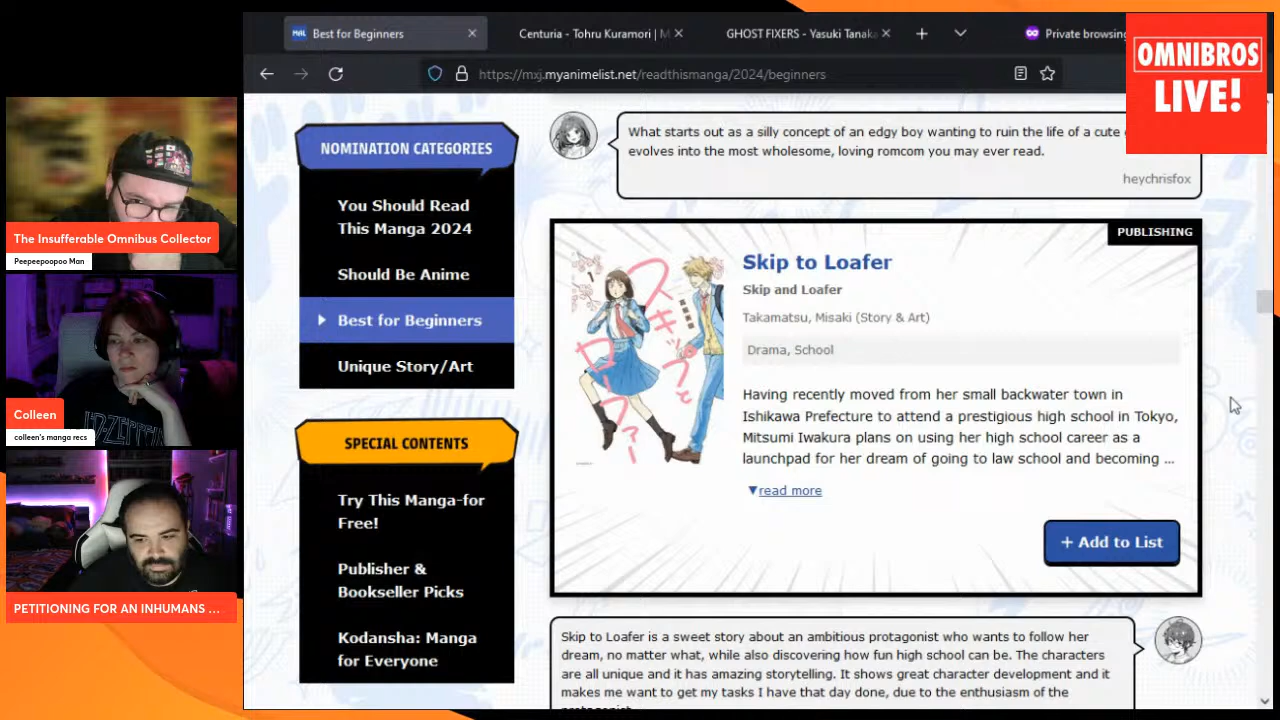 Best for Beginners
Centuria - Tohru Kuramori | M
GHOST FIXERS - Yasuki Tanaka
Private browsing
https://mxj.myanimelist.net/readthismanga/2024/beginners
OMNIBROS
LIVE!
The Insufferable Omnibus Collector
Peepeepoopoo Man
Colleen
colleen's manga recs
PETITIONING FOR AN INHUMANS ...
NOMINATION CATEGORIES
You Should Read
This Manga 2024
Should Be Anime
Best for Beginners
Unique Story/Art
SPECIAL CONTENTS
Try This Manga-for
Free!
Publisher &
Bookseller Picks
Kodansha: Manga
for Everyone
What starts out as a silly concept of an edgy boy wanting to ruin the life of a cute
evolves into the most wholesome, loving romcom you may ever read.
heychrisfox
PUBLISHING
スキップとローファー
Skip to Loafer
Skip and Loafer
Takamatsu, Misaki (Story & Art)
Drama, School
Having recently moved from her small backwater town in
Ishikawa Prefecture to attend a prestigious high school in Tokyo,
Mitsumi Iwakura plans on using her high school career as a
launchpad for her dream of going to law school and becoming ...
▼read more
+ Add to List
Skip to Loafer is a sweet story about an ambitious protagonist who wants to follow her
dream, no matter what, while also discovering how fun high school can be. The characters
are all unique and it has amazing storytelling. It shows great character development and it
makes me want to get my tasks I have that day done, due to the enthusiasm of the